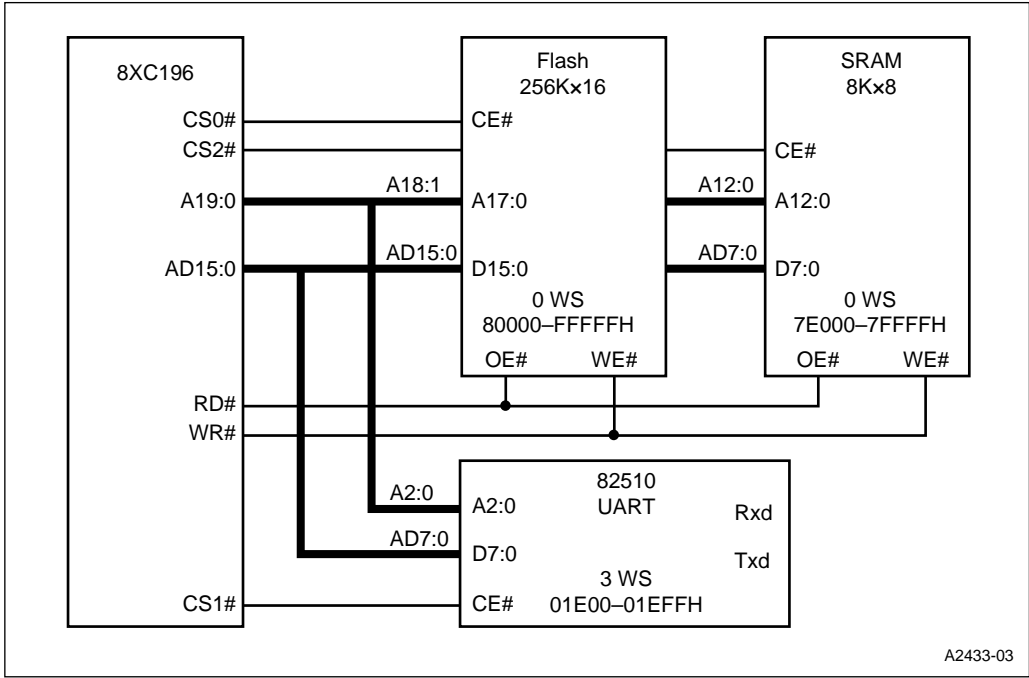 8XC196
CS0#
CS2#
A19:0
AD15:0
RD#
WR#
CS1#
A18:1
AD15:0
Flash
256K×16
CE#
A17:0
D15:0
0 WS
80000–FFFFFH
OE# WE#
A12:0
AD7:0
SRAM
8K×8
CE#
A12:0
D7:0
0 WS
7E000–7FFFFH
OE# WE#
A2:0
AD7:0
82510
UART
A2:0
D7:0
CE#
Rxd
Txd
3 WS
01E00–01EFFH
A2433-03